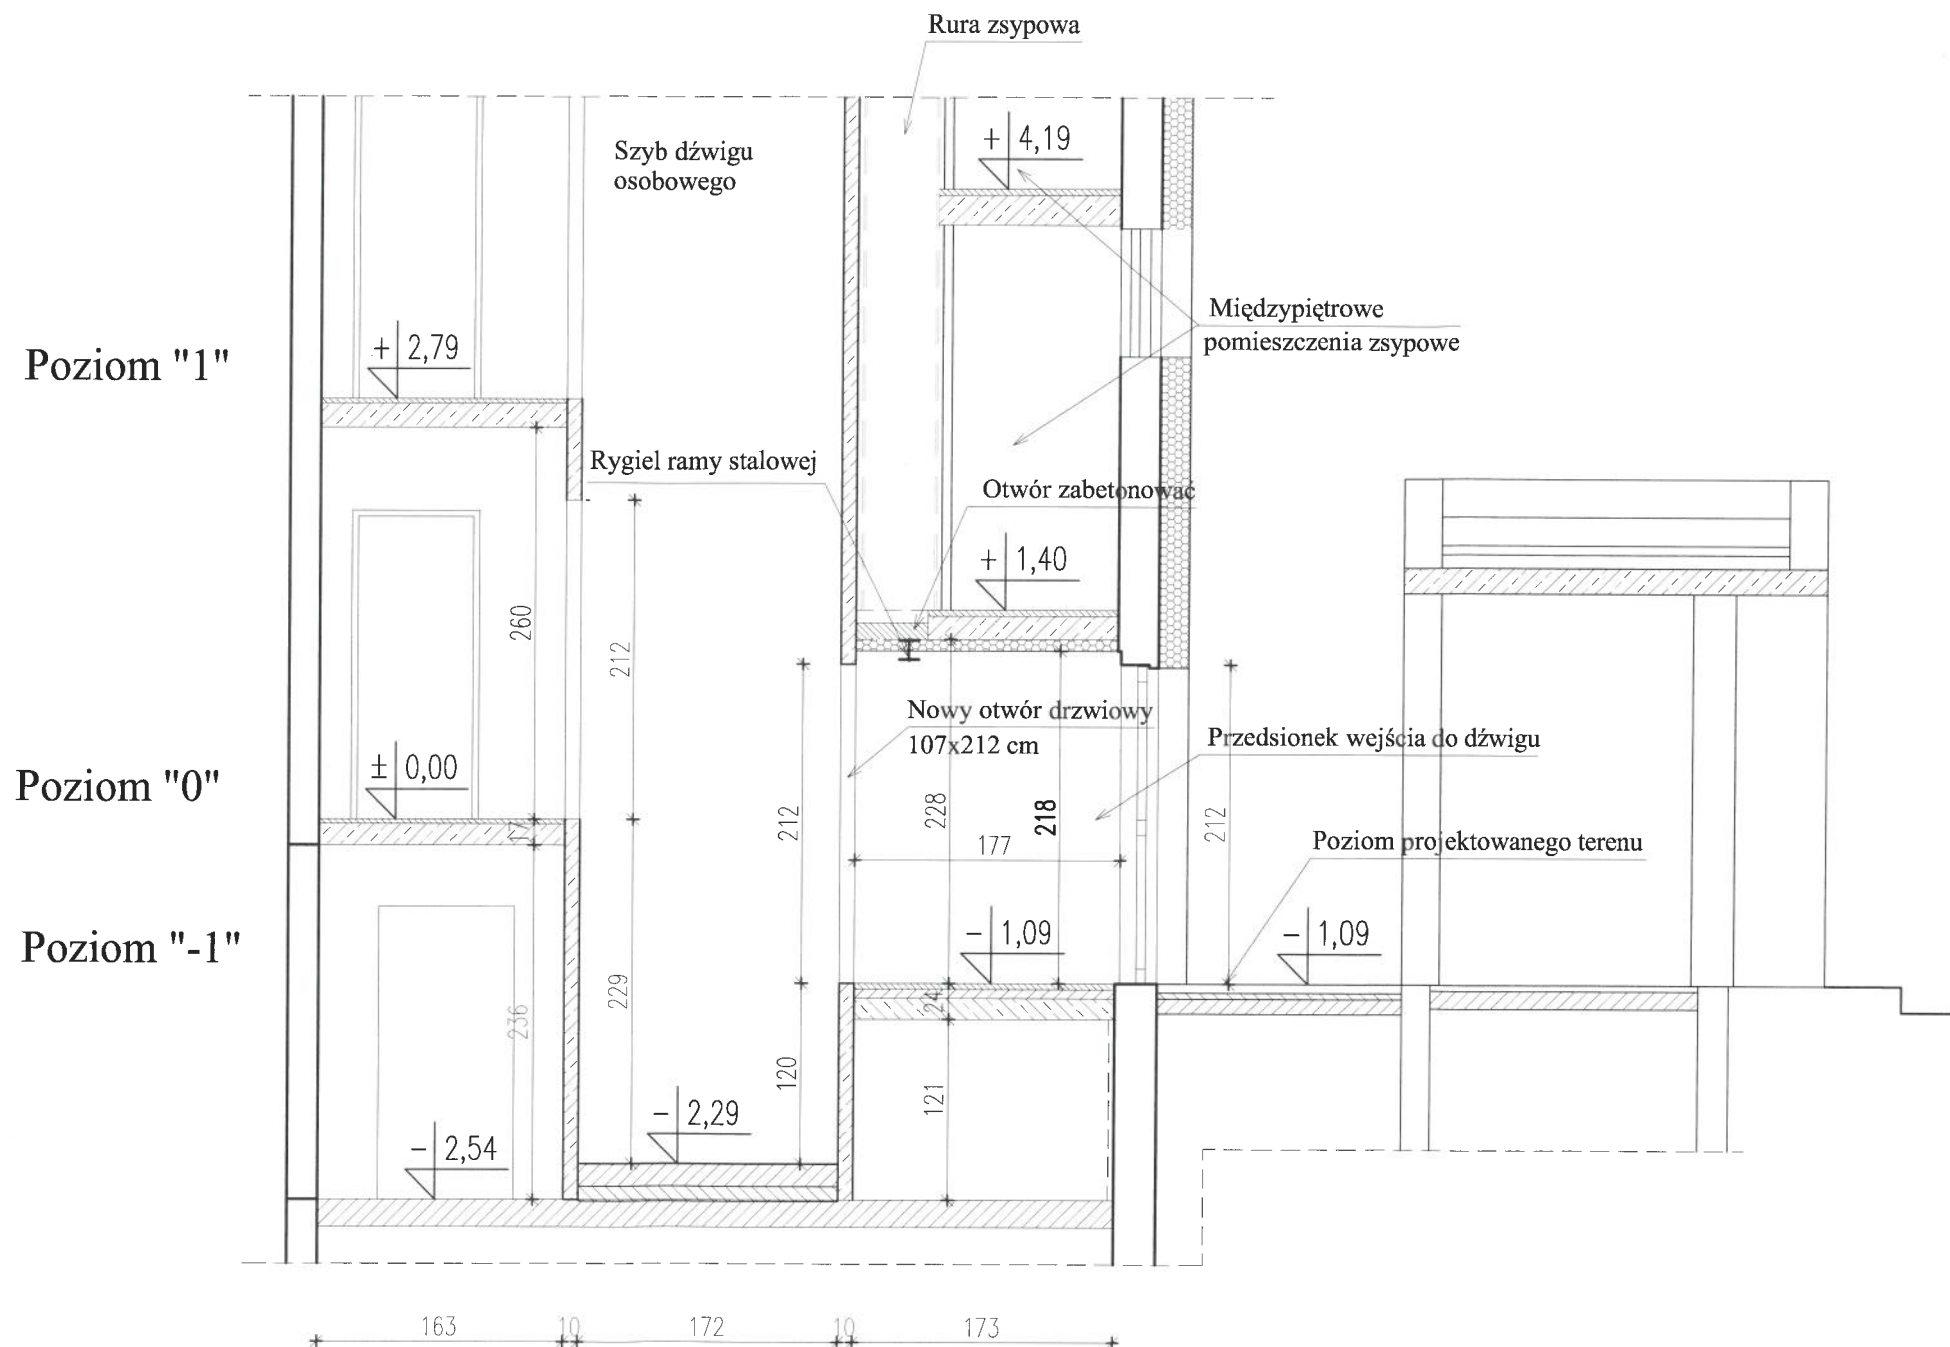 Rura zsypowa
Szyb dźwigu
osobowego
+ 4,19
Międzypiętrowe
pomieszczenia zsypowe
Poziom "1"
+ 2,79
Rygiel ramy stalowej
Otwór zabetonować
+ 1,40
260
212
Nowy otwór drzwiowy
107x212 cm
Przedsionek wejścia do dźwigu
Poziom "0"
± 0,00
17
212
228
218
177
212
Poziom projektowanego terenu
Poziom "-1"
- 1,09
- 1,09
229
24
236
120
121
- 2,29
- 2,54
163
10
172
10
173